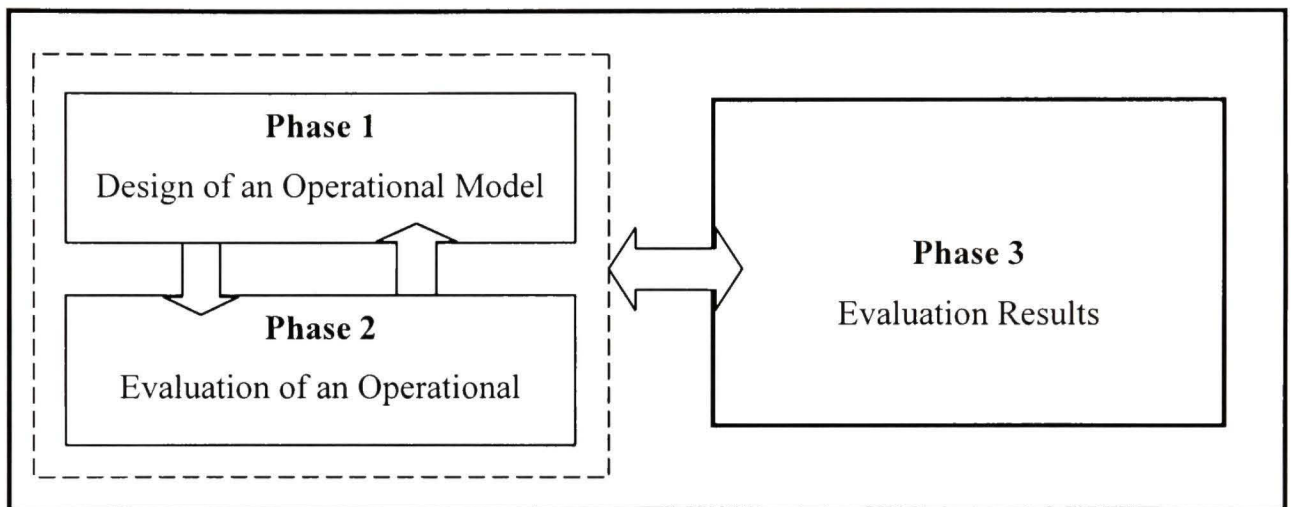 Phase 1
Design of an Operational Model
Phase 2
Evaluation of an Operational
Phase 3
Evaluation Results